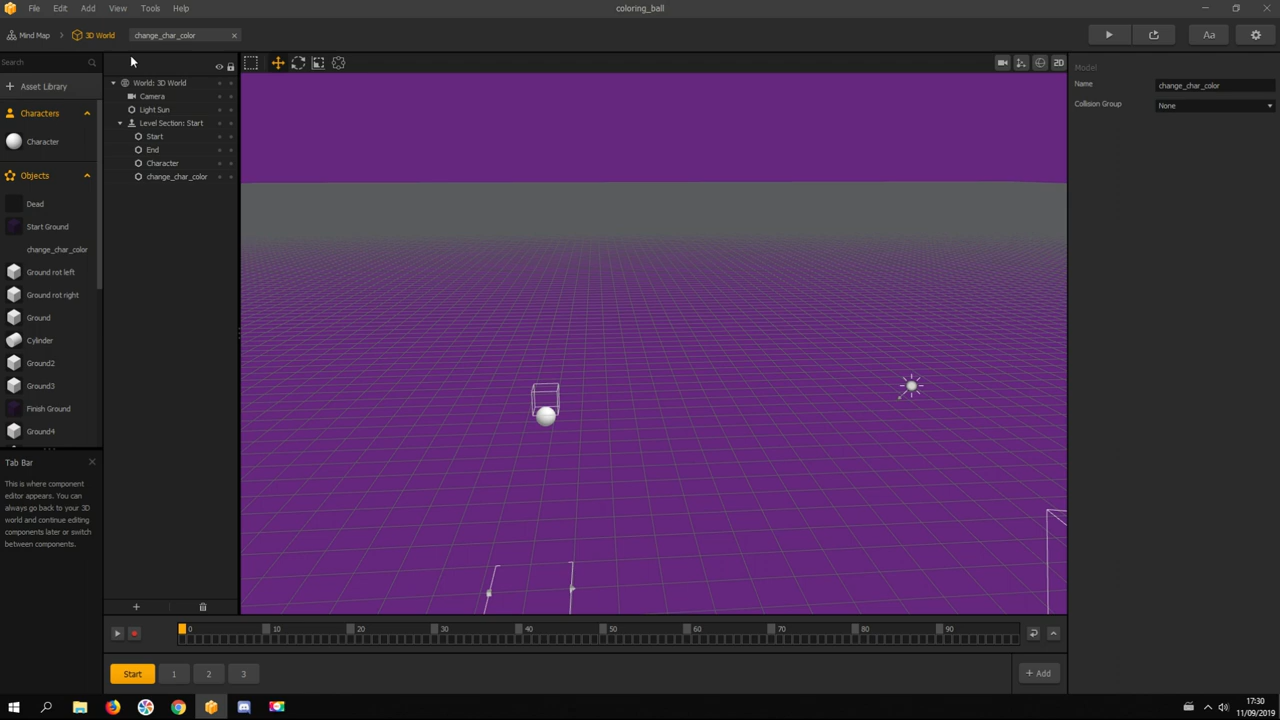 File Edit Add View Tools Help
coloring_ball
Mind Map 3D World change_char_color
Aa
Search
Asset Library
Characters
Character
Objects
Dead
Start Ground
change_char_color
Ground rot left
Ground rot right
Ground
Cylinder
Ground2
Ground3
Finish Ground
Ground4
Tab Bar
This is where component
editor appears. You can
always go back to your 3D
world and continue editing
components later or switch
between components.
World: 3D World
Camera
Light Sun
Level Section: Start
Start
End
Character
change_char_color
2D
Model
Name change_char_color
Collision Group None
0 10 20 30 40 50 60 70 80 90
Start 1 2 3
+ Add
17:30
11/09/2019